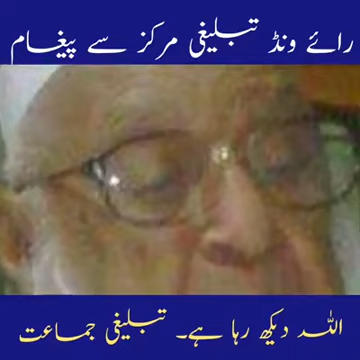 رائے ونڈ تبلیغی مرکز سے پیغام
اللہ دیکھ رہا ہے۔ تبلیغی جماعت